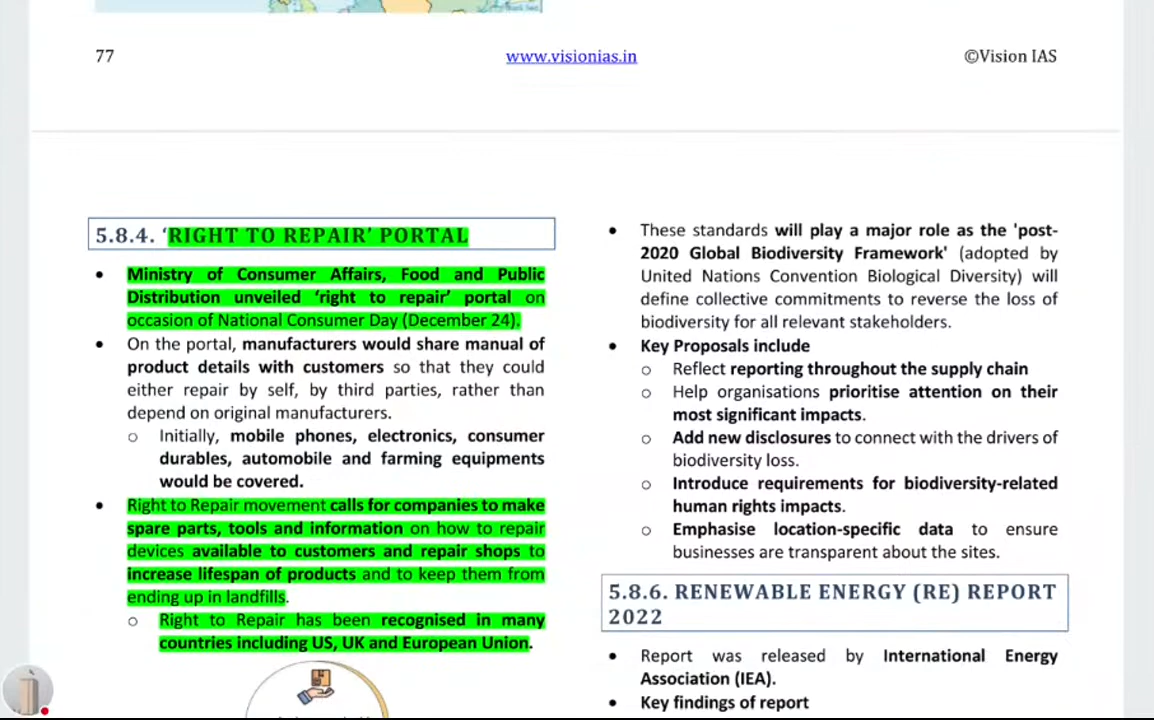 77
www.visionias.in
©Vision IAS
5.8.4. ‘RIGHT TO REPAIR’ PORTAL
• Ministry of Consumer Affairs, Food and Public
Distribution unveiled ‘right to repair’ portal on
occasion of National Consumer Day (December 24).
• On the portal, manufacturers would share manual of
product details with customers so that they could
either repair by self, by third parties, rather than
depend on original manufacturers.
o Initially, mobile phones, electronics, consumer
durables, automobile and farming equipments
would be covered.
• Right to Repair movement calls for companies to make
spare parts, tools and information on how to repair
devices available to customers and repair shops to
increase lifespan of products and to keep them from
ending up in landfills.
o Right to Repair has been recognised in many
countries including US, UK and European Union.
• These standards will play a major role as the 'post-
2020 Global Biodiversity Framework' (adopted by
United Nations Convention Biological Diversity) will
define collective commitments to reverse the loss of
biodiversity for all relevant stakeholders.
• Key Proposals include
o Reflect reporting throughout the supply chain
o Help organisations prioritise attention on their
most significant impacts.
o Add new disclosures to connect with the drivers of
biodiversity loss.
o Introduce requirements for biodiversity-related
human rights impacts.
o Emphasise location-specific data to ensure
businesses are transparent about the sites.
5.8.6. RENEWABLE ENERGY (RE) REPORT
2022
• Report was released by International Energy
Association (IEA).
• Key findings of report